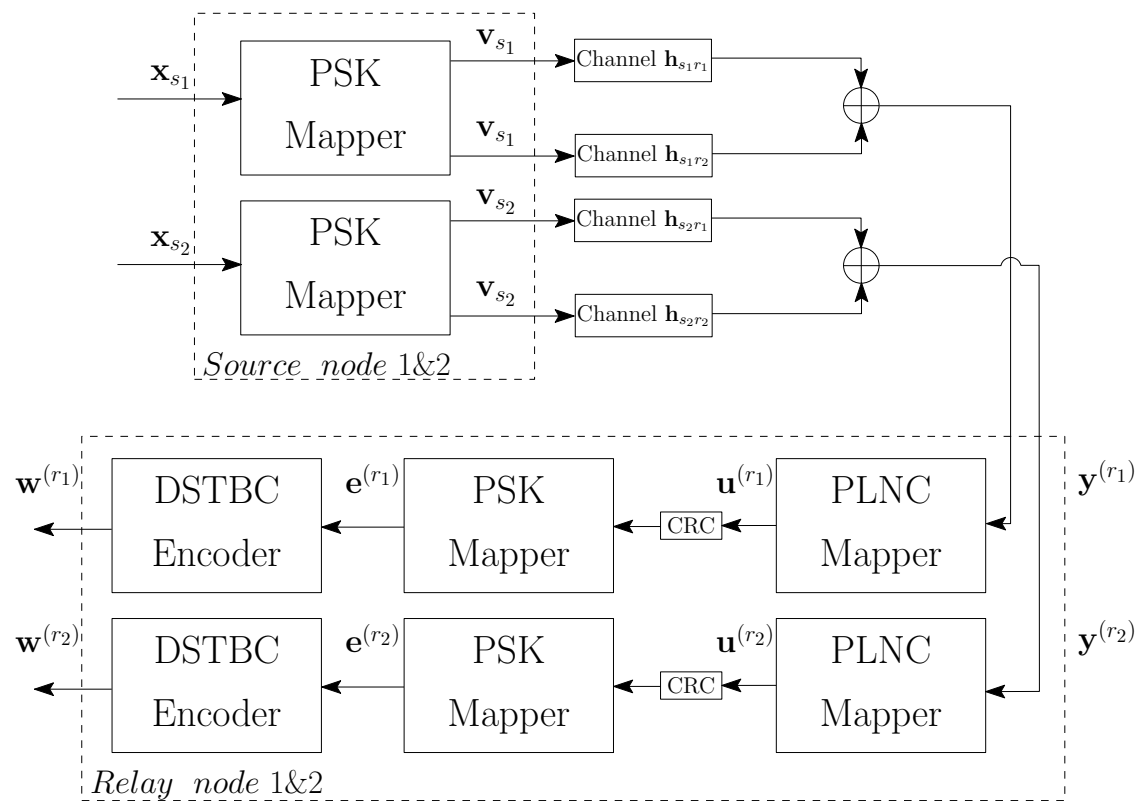 x_{s_1}
PSK
Mapper
v_{s_1}
v_{s_1}
Channel h_{s_1r_1}
Channel h_{s_1r_2}
x_{s_2}
PSK
Mapper
v_{s_2}
v_{s_2}
Channel h_{s_2r_1}
Channel h_{s_2r_2}
Source node 1&2
w^{(r_1)}
DSTBC
Encoder
e^{(r_1)}
PSK
Mapper
u^{(r_1)}
CRC
PLNC
Mapper
y^{(r_1)}
w^{(r_2)}
DSTBC
Encoder
e^{(r_2)}
PSK
Mapper
u^{(r_2)}
CRC
PLNC
Mapper
y^{(r_2)}
Relay node 1&2